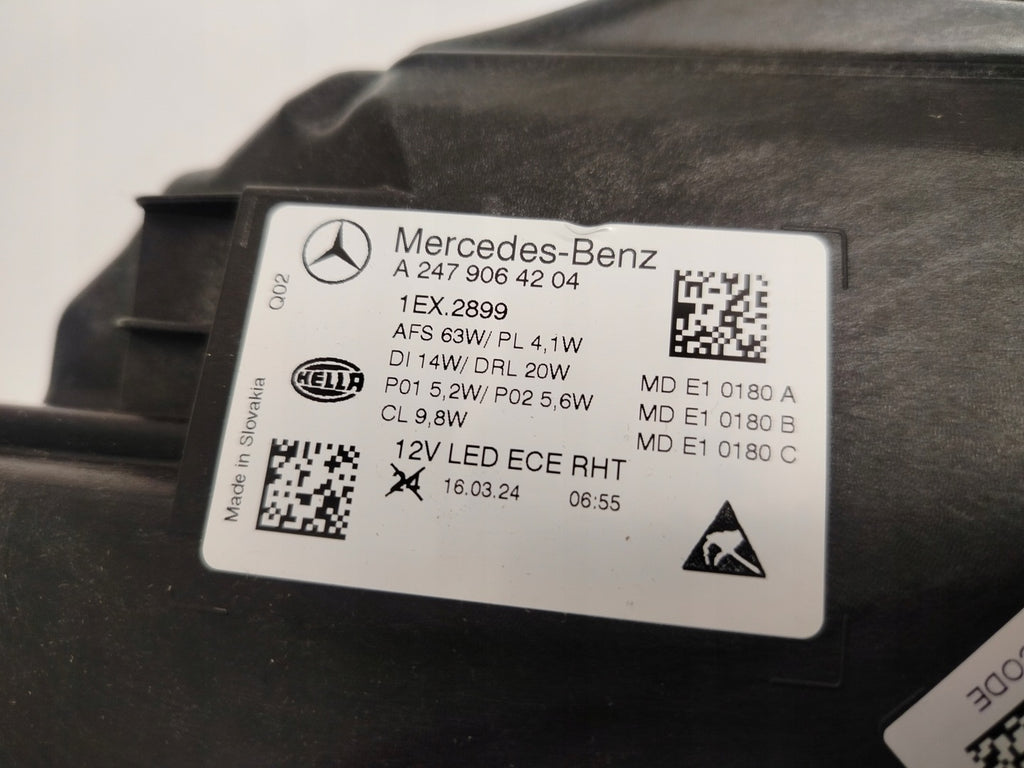 Mercedes-Benz
A 247 906 42 04
1EX.2899
AFS 63W/ PL 4,1W
DI 14W/ DRL 20W
P01 5,2W/ P02 5,6W
CL 9,8W
12V LED ECE RHT
24 16.03.24 06:55
MD E1 0180 A
MD E1 0180 B
MD E1 0180 C
Q02
HELLA
Made in Slovakia
CODE